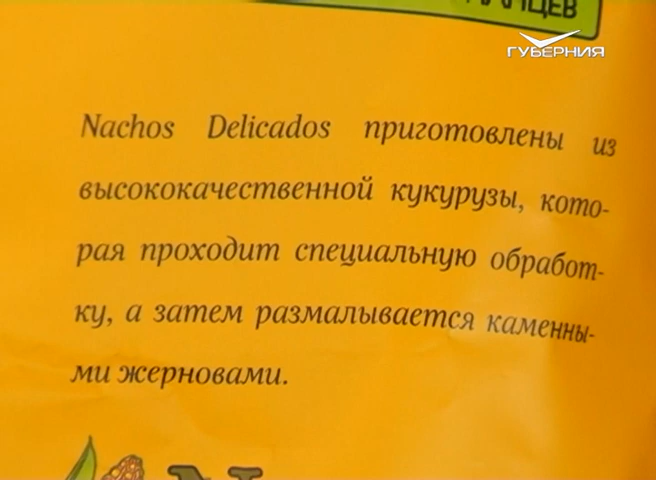 ГУБЕРНИЯ
Nachos Delicados приготовлены из
высококачественной кукурузы, кото-
рая проходит специальную обработ-
ку, а затем размалывается каменны-
ми жерновами.